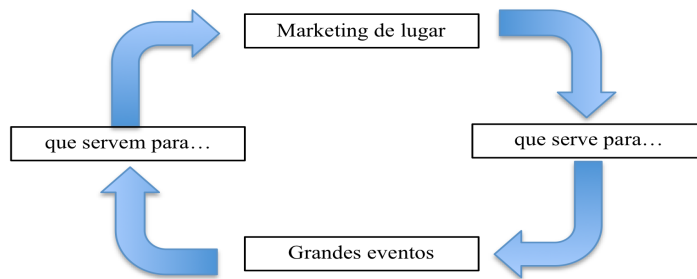 Marketing de lugar
que servem para…
que serve para…
Grandes eventos